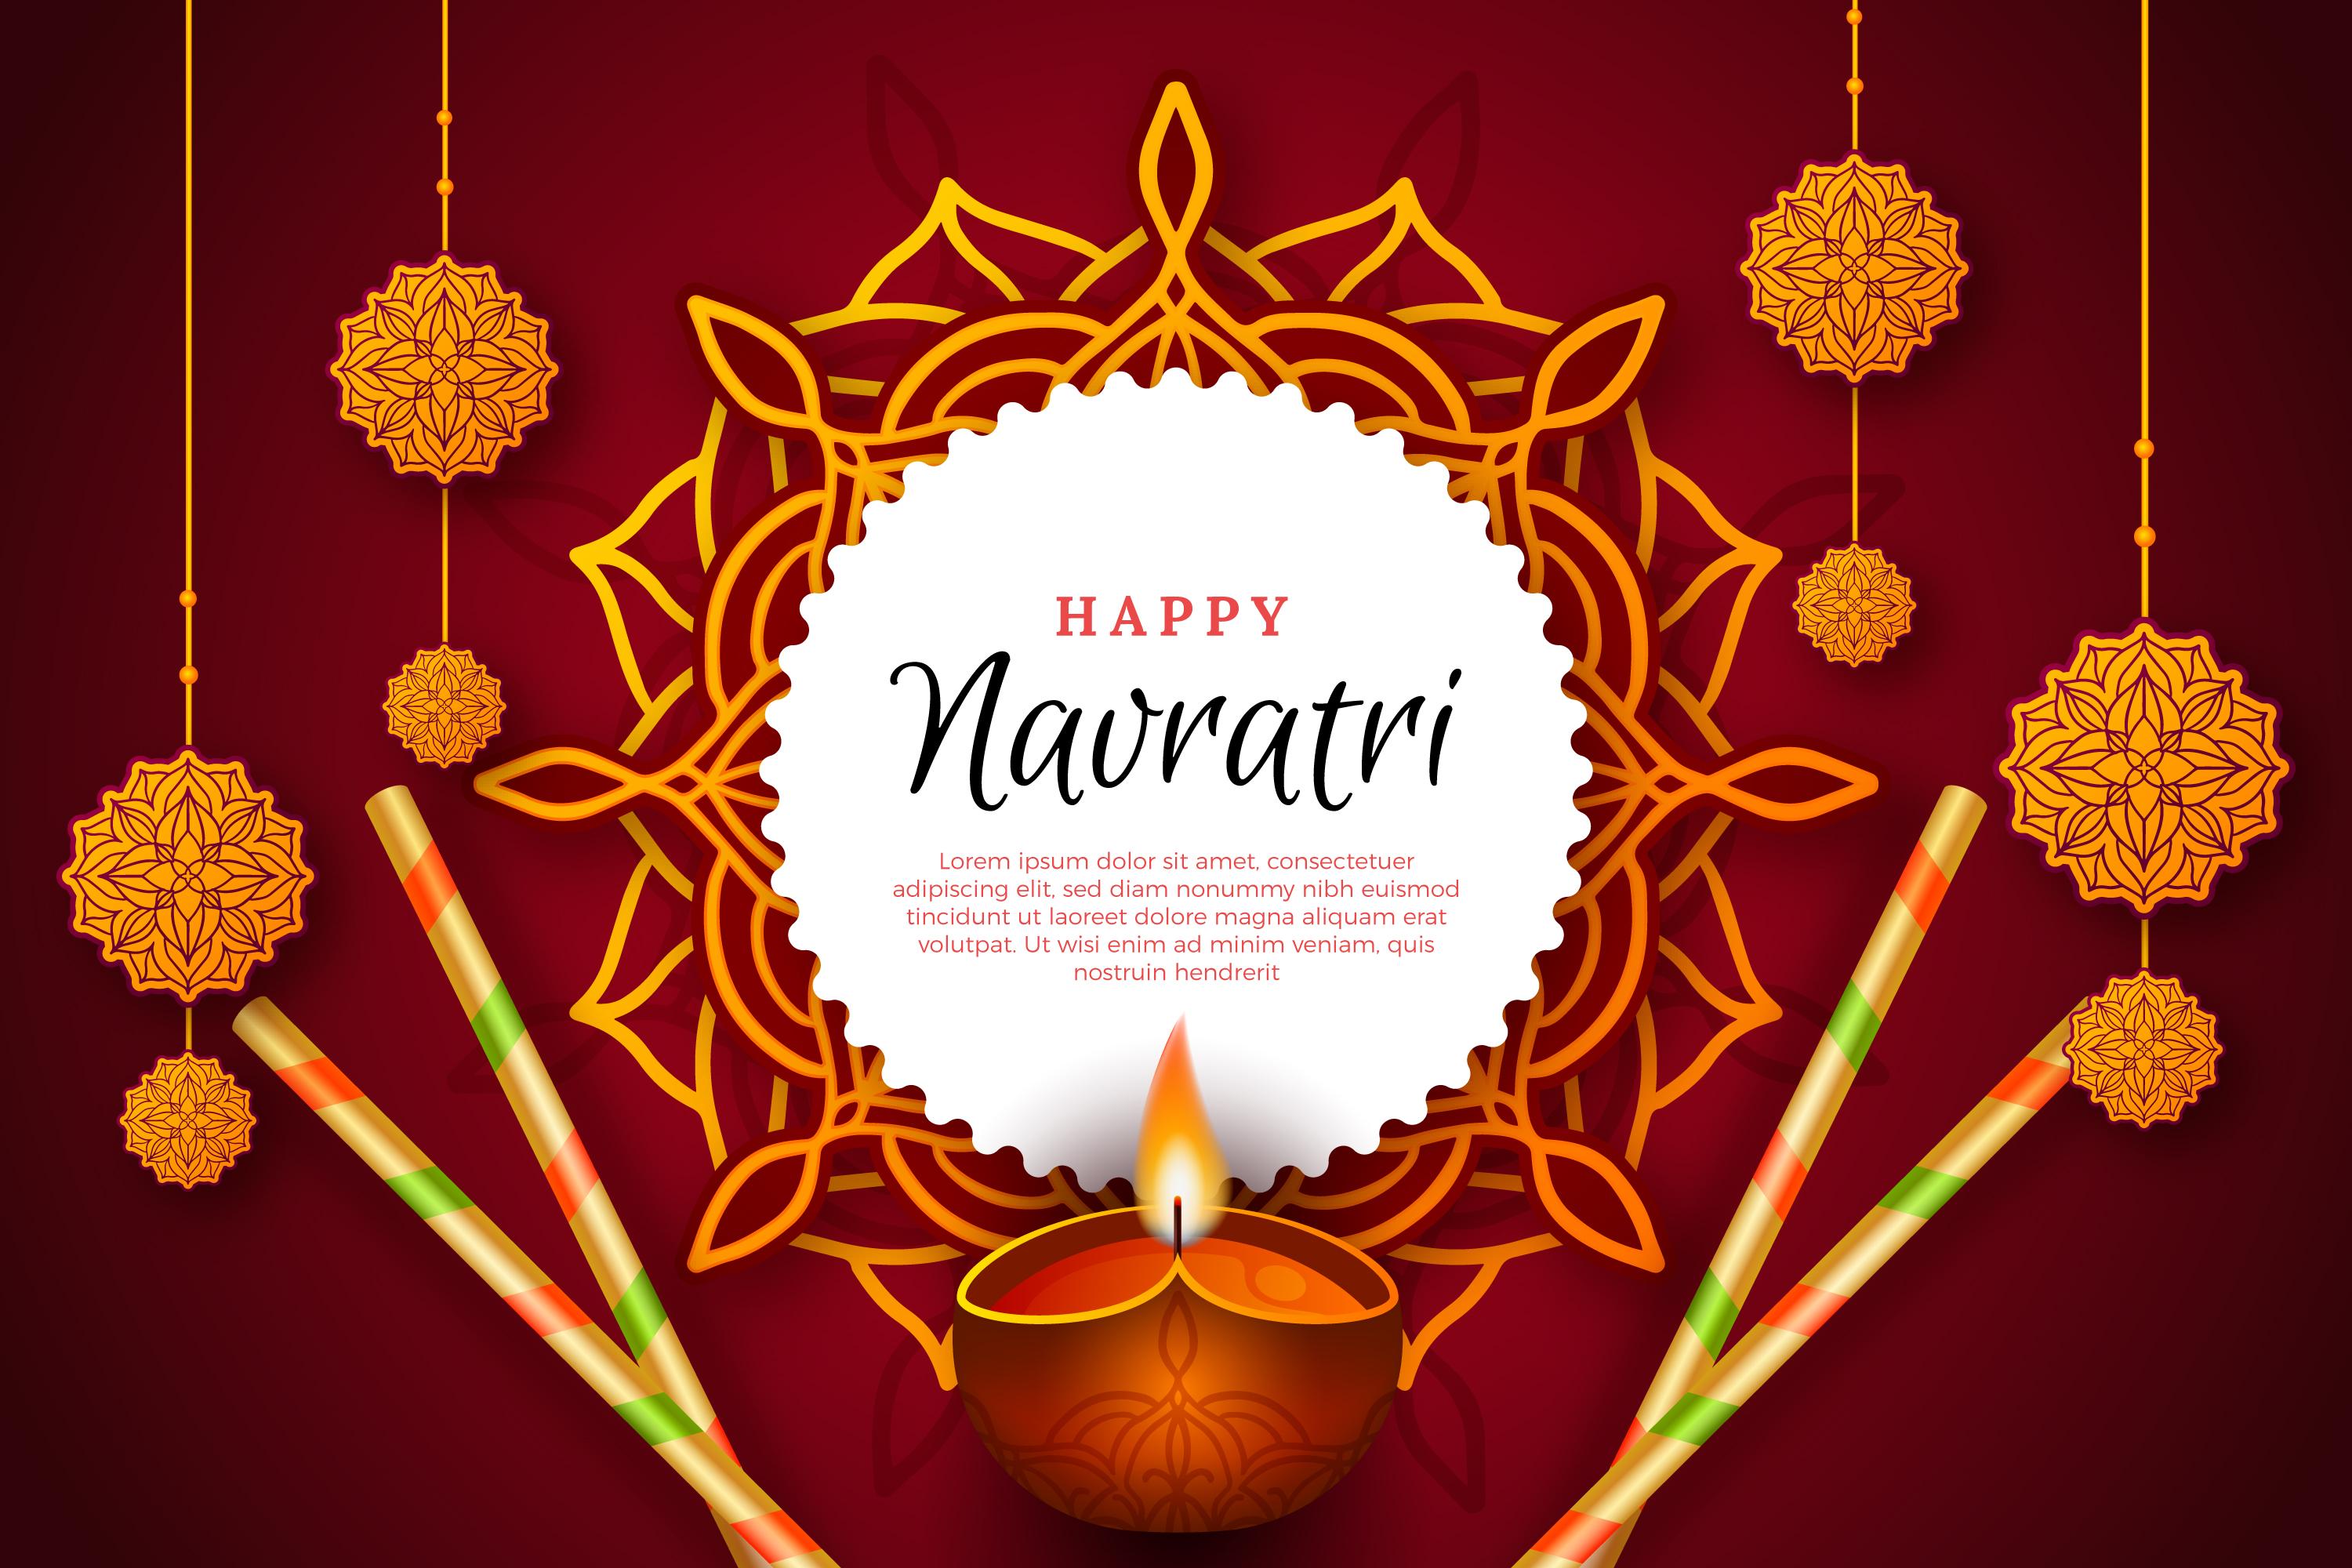 HAPPY
Navratri
Lorem ipsum dolor sit amet, consectetuer
adipiscing elit, sed diam nonummy nibh euismod
tincidunt ut laoreet dolore magna aliquam erat
volutpat. Ut wisi enim ad minim veniam, quis
nostruin hendrerit